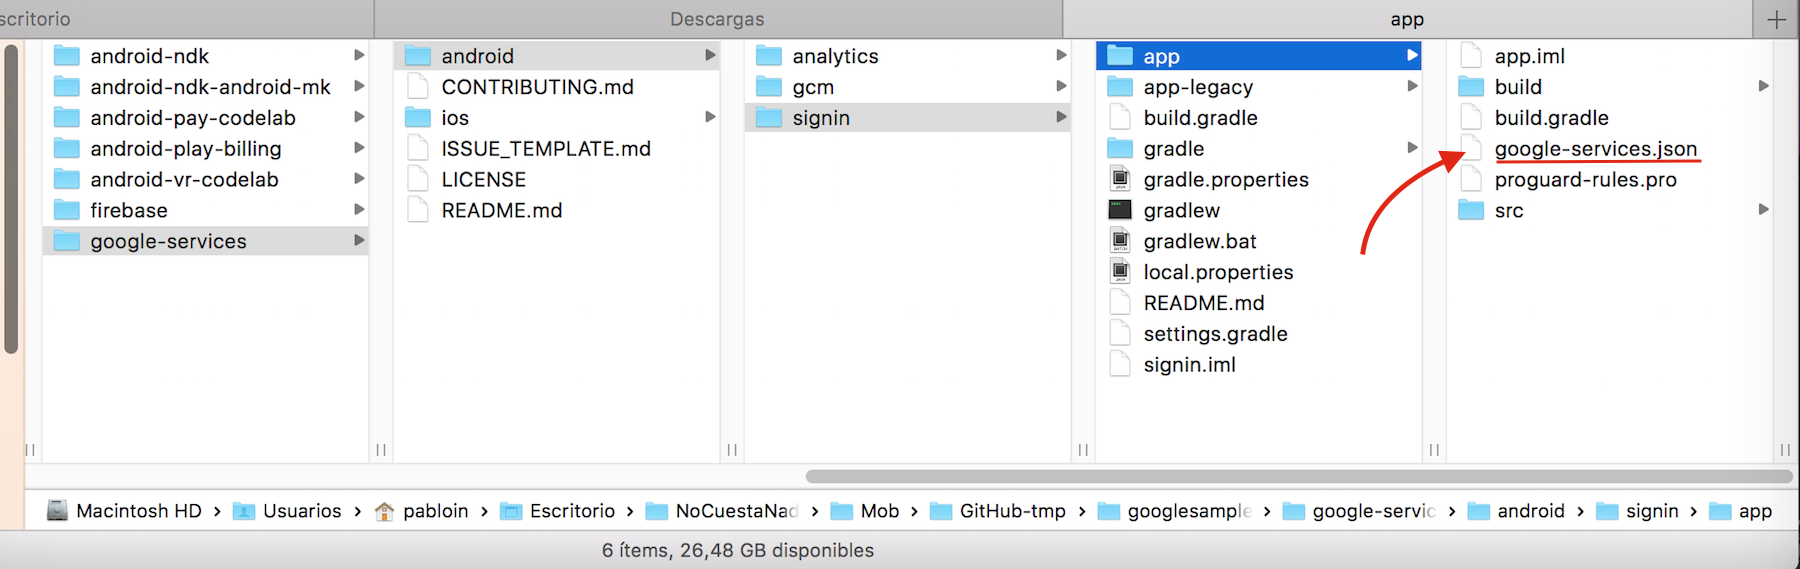 scritorio
Descargas
app
android-ndk
android-ndk-android-mk
android-pay-codelab
android-play-billing
android-vr-codelab
firebase
google-services
android
CONTRIBUTING.md
ios
ISSUE_TEMPLATE.md
LICENSE
README.md
analytics
gcm
signin
app
app-legacy
build.gradle
gradle
gradle.properties
gradlew
gradlew.bat
local.properties
README.md
settings.gradle
signin.iml
app.iml
build
build.gradle
google-services.json
proguard-rules.pro
src
Macintosh HD > Usuarios > pabloin > Escritorio > NoCuestaNad > Mob > GitHub-tmp > googlesample > google-servic > android > signin > app
6 ítems, 26,48 GB disponibles